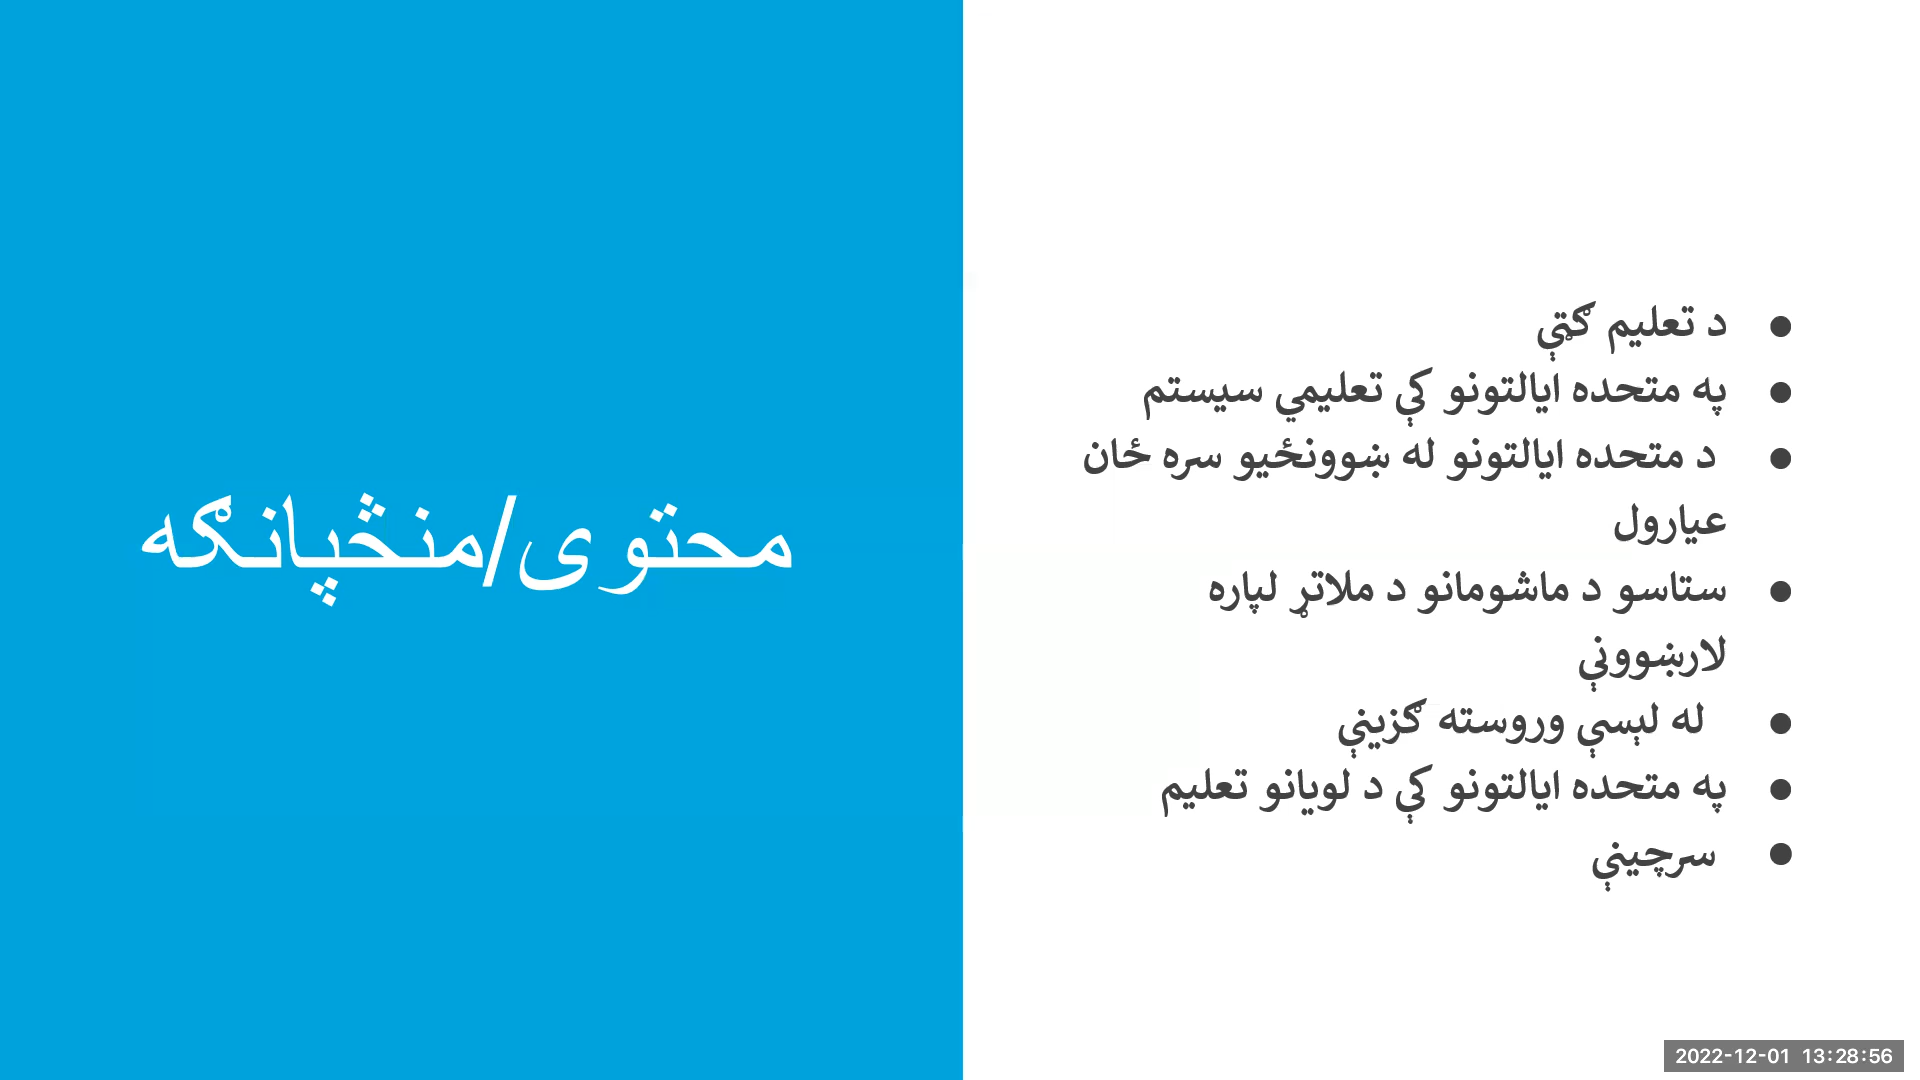 محتوی/منځپانګه
● د تعلیم ګټې
● په متحده ایالتونو کې تعلیمي سیستم
● د متحده ایالتونو له ښوونځیو سره ځان
عیارول
● ستاسو د ماشومانو د ملاتړ لپاره
لارښوونې
● له لېسې وروسته ګزینې
● په متحده ایالتونو کې د لویانو تعلیم
● سرچینې
2022-12-01 13:28:56